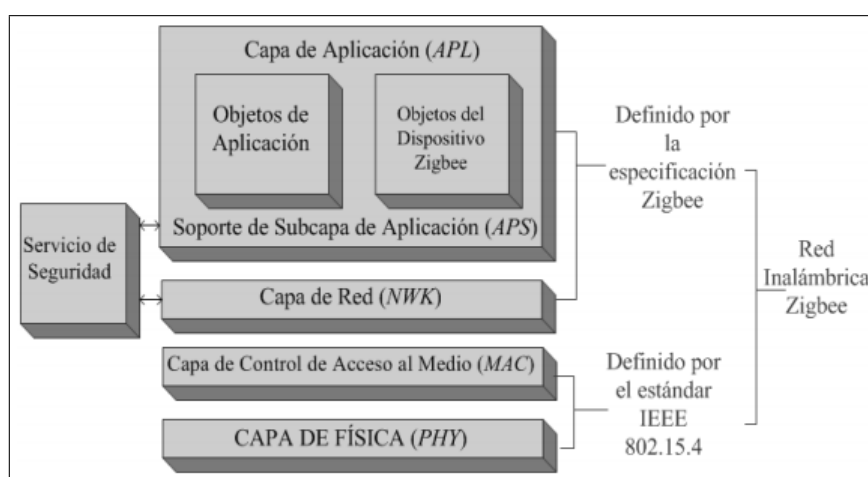 Capa de Aplicación (APL)
Objetos de
Aplicación
Objetos del
Dispositivo
Zigbee
Soporte de Subcapa de Aplicación (APS)
Servicio de
Seguridad
Capa de Red (NWK)
Capa de Control de Acceso al Medio (MAC)
CAPA DE FÍSICA (PHY)
Definido por
la
especificación
Zigbee
Definido por
el estándar
IEEE
802.15.4
Red
Inalámbrica
Zigbee